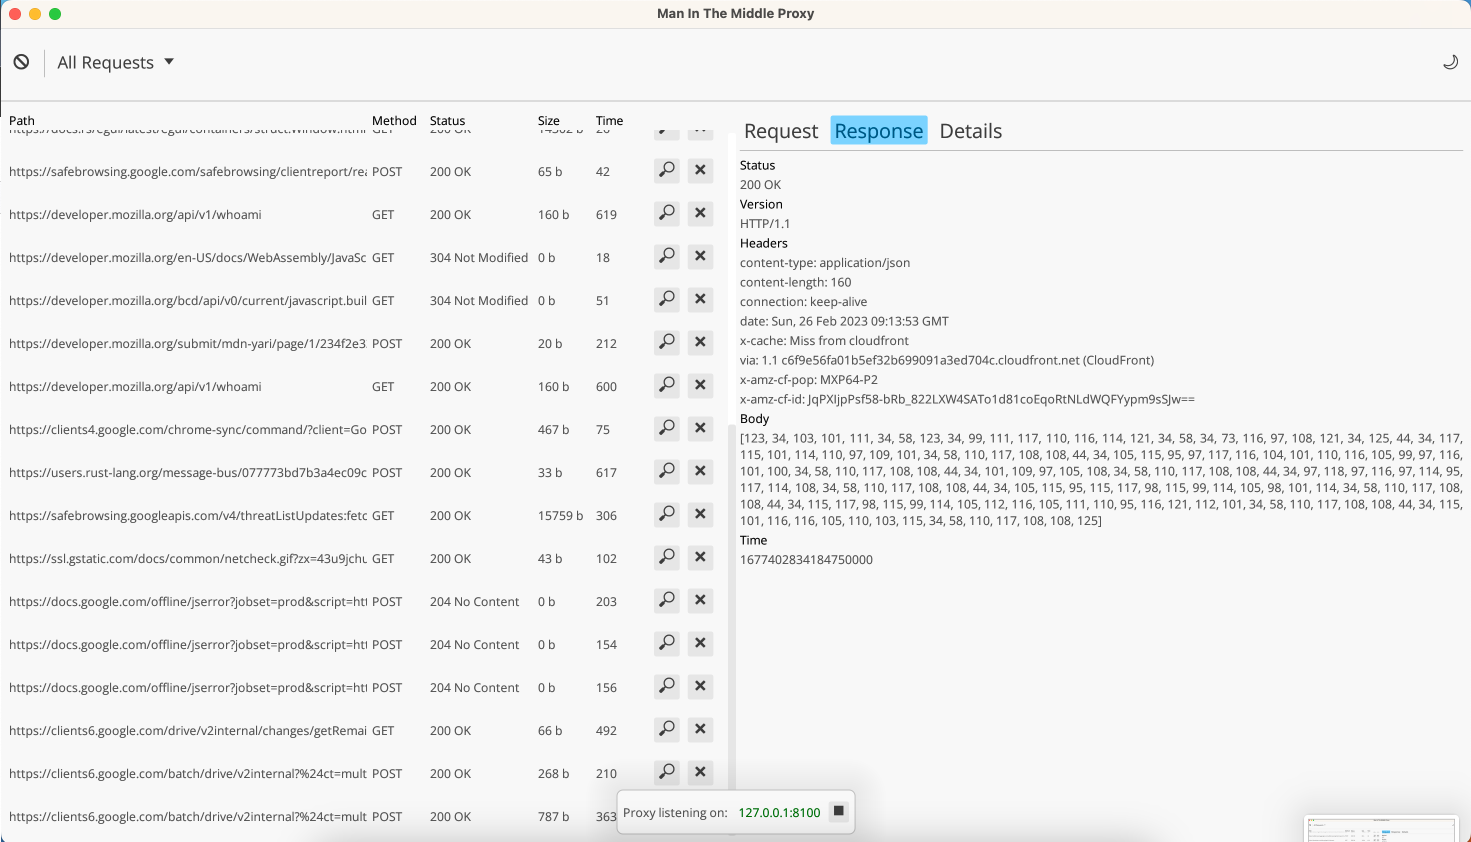 Man In The Middle Proxy
All Requests
Path Method Status Size Time
https://docs.rs/egui/latest/egui/containers/struct.Window.html GET 200 OK 14502 b 26
https://safebrowsing.google.com/safebrowsing/clientreport/rea POST 200 OK 65 b 42
https://developer.mozilla.org/api/v1/whoami GET 200 OK 160 b 619
https://developer.mozilla.org/en-US/docs/WebAssembly/JavaSc GET 304 Not Modified 0 b 18
https://developer.mozilla.org/bcd/api/v0/current/javascript.buil GET 304 Not Modified 0 b 51
https://developer.mozilla.org/submit/mdn-yari/page/1/234f2e3 POST 200 OK 20 b 212
https://developer.mozilla.org/api/v1/whoami GET 200 OK 160 b 600
https://clients4.google.com/chrome-sync/command/?client=Go POST 200 OK 467 b 75
https://users.rust-lang.org/message-bus/077773bd7b3a4ec09c POST 200 OK 33 b 617
https://safebrowsing.googleapis.com/v4/threatListUpdates:fetc GET 200 OK 15759 b 306
https://ssl.gstatic.com/docs/common/netcheck.gif?zx=43u9jchu GET 200 OK 43 b 102
https://docs.google.com/offline/jserror?jobset=prod&script=htt POST 204 No Content 0 b 203
https://docs.google.com/offline/jserror?jobset=prod&script=htt POST 204 No Content 0 b 154
https://docs.google.com/offline/jserror?jobset=prod&script=htt POST 204 No Content 0 b 156
https://clients6.google.com/drive/v2internal/changes/getRemai GET 200 OK 66 b 492
https://clients6.google.com/batch/drive/v2internal?%24ct=mult POST 200 OK 268 b 210
https://clients6.google.com/batch/drive/v2internal?%24ct=mult POST 200 OK 787 b 363
Request Response Details
Status
200 OK
Version
HTTP/1.1
Headers
content-type: application/json
content-length: 160
connection: keep-alive
date: Sun, 26 Feb 2023 09:13:53 GMT
x-cache: Miss from cloudfront
via: 1.1 c6f9e56fa01b5ef32b699091a3ed704c.cloudfront.net (CloudFront)
x-amz-cf-pop: MXP64-P2
x-amz-cf-id: JqPXIjpPsf58-bRb_822LXW4SATo1d81coEqoRtNLdWQFYypm9sSJw==
Body
[123, 34, 103, 101, 111, 34, 58, 123, 34, 99, 111, 117, 110, 116, 114, 121, 34, 58, 34, 73, 116, 97, 108, 121, 34, 125, 44, 34, 117,
115, 101, 114, 110, 97, 109, 101, 34, 58, 110, 117, 108, 108, 44, 34, 105, 115, 95, 97, 117, 116, 104, 101, 110, 116, 105, 99, 97, 116,
101, 100, 34, 58, 110, 117, 108, 108, 44, 34, 101, 109, 97, 105, 108, 34, 58, 110, 117, 108, 108, 44, 34, 97, 118, 97, 116, 97, 114, 95,
117, 114, 108, 34, 58, 110, 117, 108, 108, 44, 34, 105, 115, 95, 115, 117, 98, 115, 99, 114, 105, 98, 101, 114, 34, 58, 110, 117, 108,
108, 44, 34, 115, 117, 98, 115, 99, 114, 105, 112, 116, 105, 111, 110, 95, 116, 121, 112, 101, 34, 58, 110, 117, 108, 108, 44, 34, 115,
101, 116, 116, 105, 110, 103, 115, 34, 58, 110, 117, 108, 108, 125]
Time
1677402834184750000
Proxy listening on: 127.0.0.1:8100